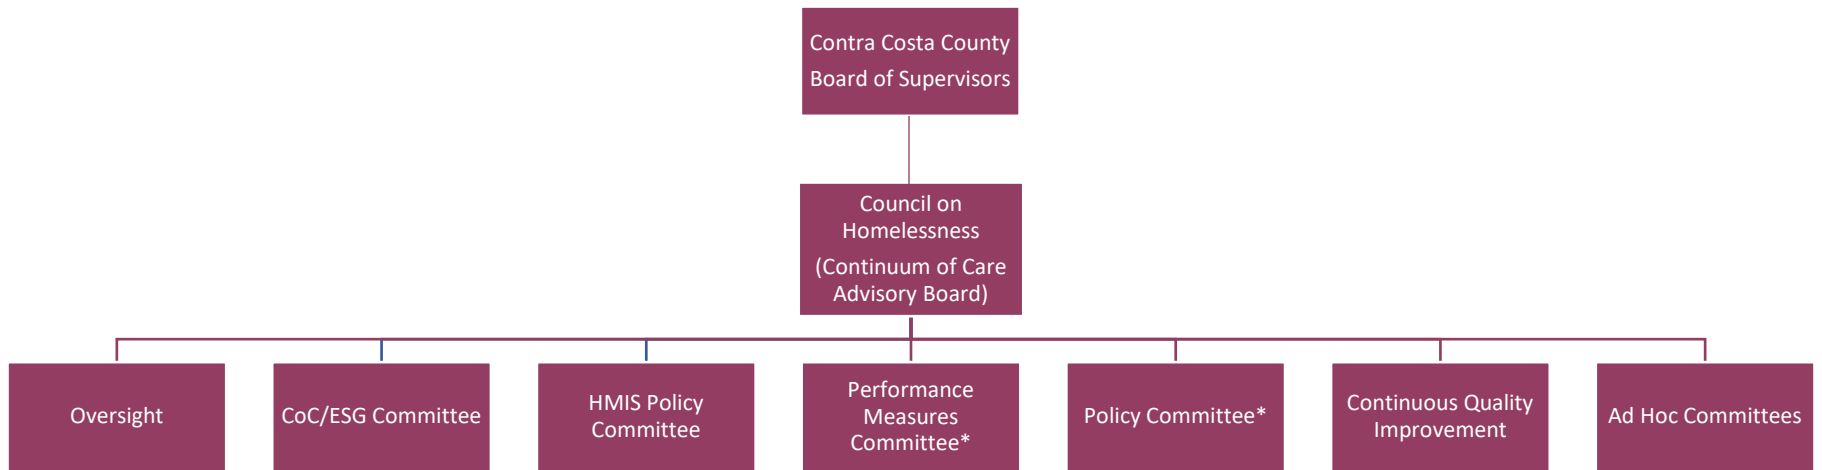 Contra Costa County
Board of Supervisors
Council on
Homelessness
(Continuum of Care
Advisory Board)
Oversight
CoC/ESG Committee
HMIS Policy
Committee
Performance
Measures
Committee*
Policy Committee*
Continuous Quality
Improvement
Ad Hoc Committees